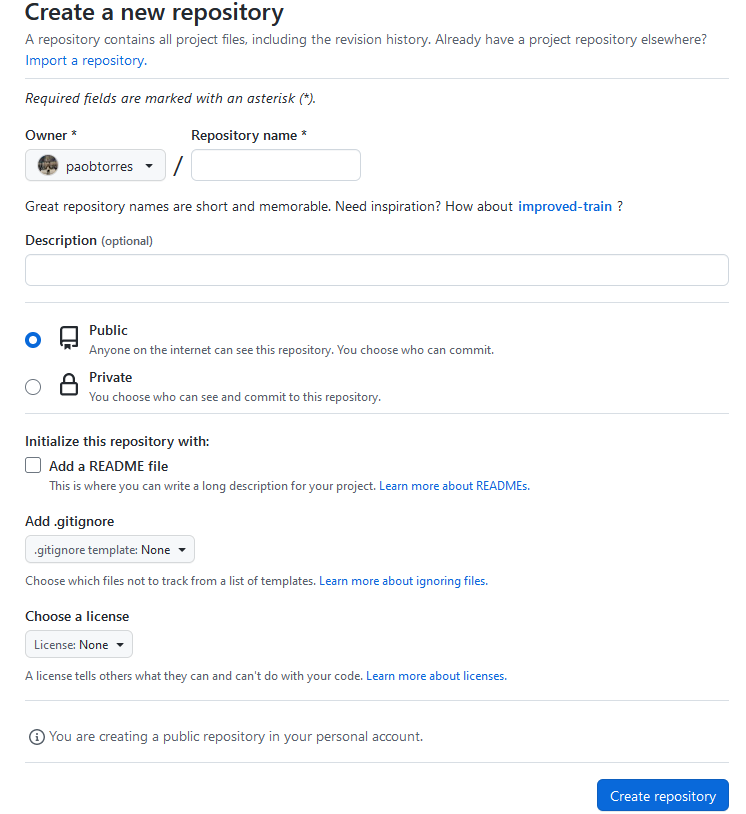 Create a new repository
A repository contains all project files, including the revision history. Already have a project repository elsewhere?
Import a repository.
Required fields are marked with an asterisk (*).
Owner * Repository name *
paobtorres /
Great repository names are short and memorable. Need inspiration? How about improved-train ?
Description (optional)
Public
Anyone on the internet can see this repository. You choose who can commit.
Private
You choose who can see and commit to this repository.
Initialize this repository with:
Add a README file
This is where you can write a long description for your project. Learn more about READMEs.
Add .gitignore
.gitignore template: None
Choose which files not to track from a list of templates. Learn more about ignoring files.
Choose a license
License: None
A license tells others what they can and can't do with your code. Learn more about licenses.
You are creating a public repository in your personal account.
Create repository